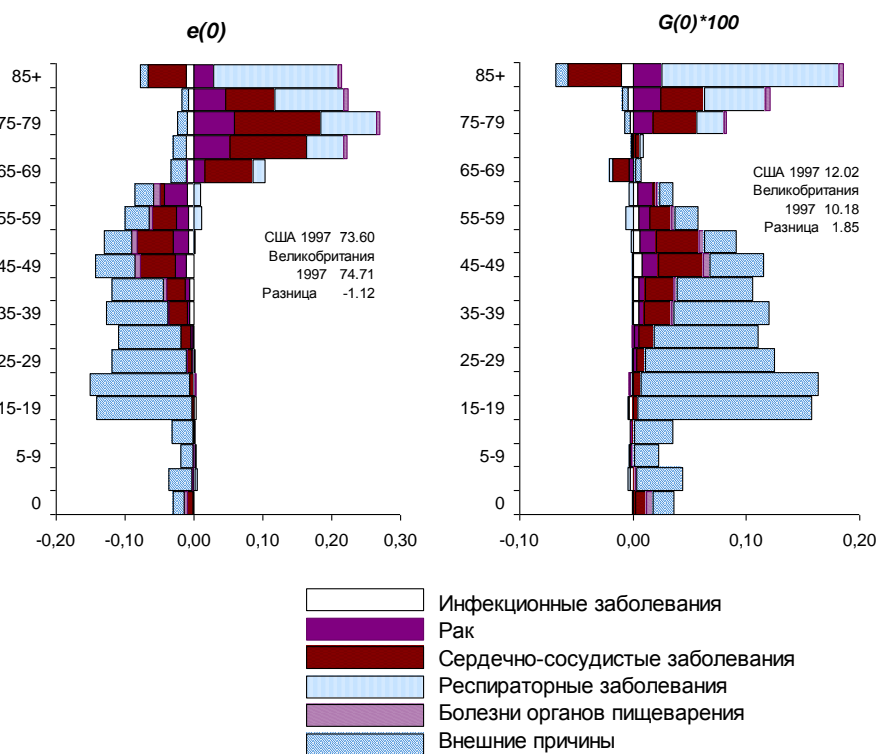 e(0)
G(0)*100
85+
75-79
65-69
55-59
45-49
35-39
25-29
15-19
5-9
0
-0,20 -0,10 0,00 0,10 0,20 0,30
США 1997 73.60
Великобритания
1997 74.71
Разница -1.12
85+
75-79
65-69
55-59
45-49
35-39
25-29
15-19
5-9
0
-0,10 0,00 0,10 0,20
США 1997 12.02
Великобритания
1997 10.18
Разница 1.85
Инфекционные заболевания
Рак
Сердечно-сосудистые заболевания
Респираторные заболевания
Болезни органов пищеварения
Внешние причины